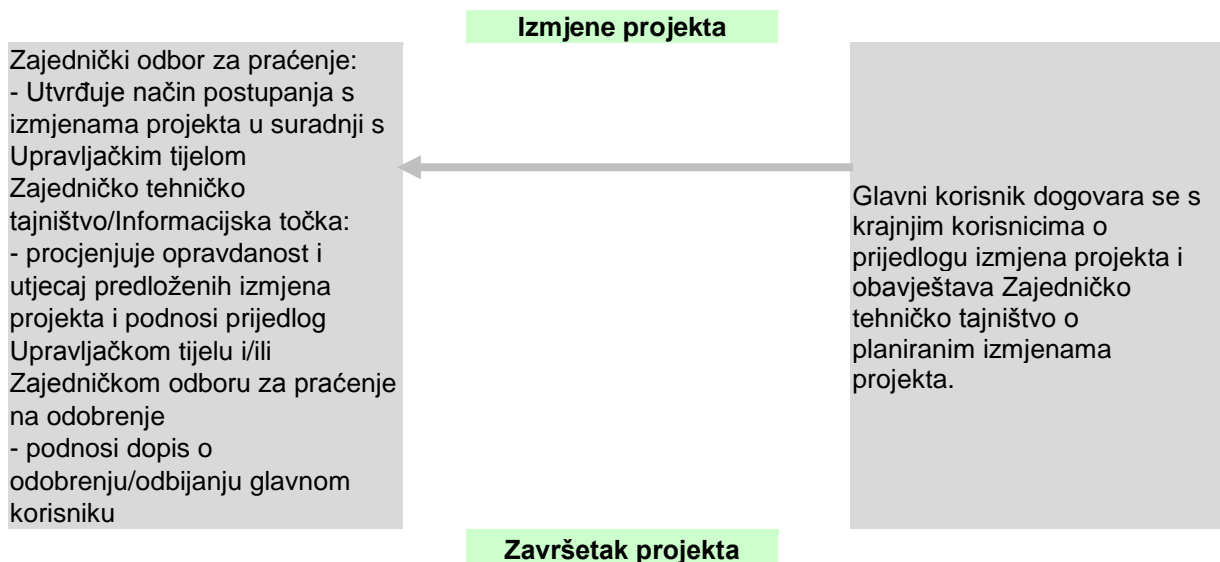 Izmjene projekta
Zajednički odbor za praćenje:
- Utvrđuje način postupanja s
izmjenama projekta u suradnji s
Upravljačkim tijelom
Zajedničko tehničko
tajništvo/Informacijska točka:
- procjenjuje opravdanost i
utjecaj predloženih izmjena
projekta i podnosi prijedlog
Upravljačkom tijelu i/ili
Zajedničkom odboru za praćenje
na odobrenje
- podnosi dopis o
odobrenju/odbijanju glavnom
korisniku
Glavni korisnik dogovara se s
krajnjim korisnicima o
prijedlogu izmjena projekta i
obavještava Zajedničko
tehničko tajništvo o
planiranim izmjenama
projekta.
Završetak projekta